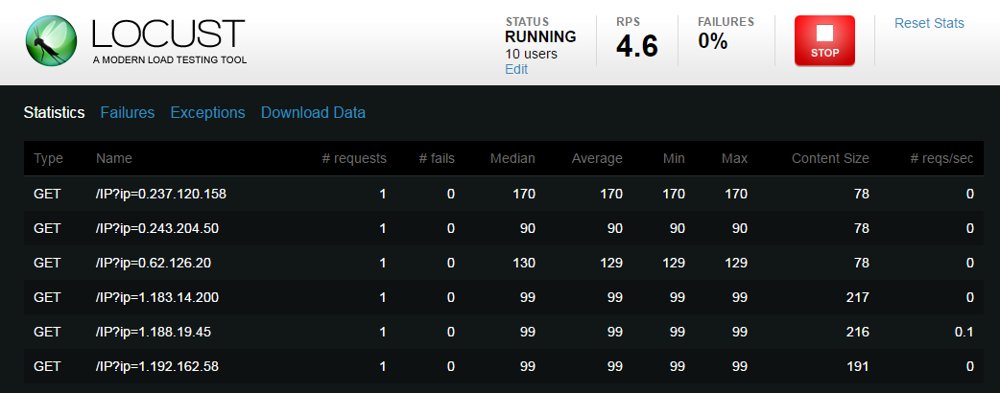 LOCUST
A MODERN LOAD TESTING TOOL
STATUS
RUNNING
10 users
Edit
RPS
4.6
FAILURES
0%
STOP
Reset Stats
Statistics Failures Exceptions Download Data
Type Name # requests # fails Median Average Min Max Content Size # reqs/sec
GET /IP?ip=0.237.120.158 1 0 170 170 170 170 78 0
GET /IP?ip=0.243.204.50 1 0 90 90 90 90 78 0
GET /IP?ip=0.62.126.20 1 0 130 129 129 129 78 0
GET /IP?ip=1.183.14.200 1 0 99 99 99 99 217 0
GET /IP?ip=1.188.19.45 1 0 99 99 99 99 216 0.1
GET /IP?ip=1.192.162.58 1 0 99 99 99 99 191 0